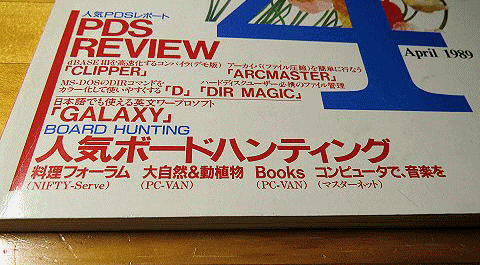 人気PDSレポート
PDS
REVIEW
dBASE IIIを高速化するコンパイラ(デモ版) アーカイバ(ファイル圧縮)を簡単に行なう
「CLIPPER」 「ARCMASTER」
MS-DOSのDIRコマンドを ハードディスクユーザー必携のファイル管理
カラー化して使いやすくする「D」「DIR MAGIC」
日本語でも使える英文ワープロソフト
「GALAXY」
BOARD HUNTING
人気ボードハンティング
料理フォーラム 大自然&動植物 Books コンピュータで、音楽を
(NIFTY-Serve) (PC-VAN) (PC-VAN) (マスターネット)
4
April 1989